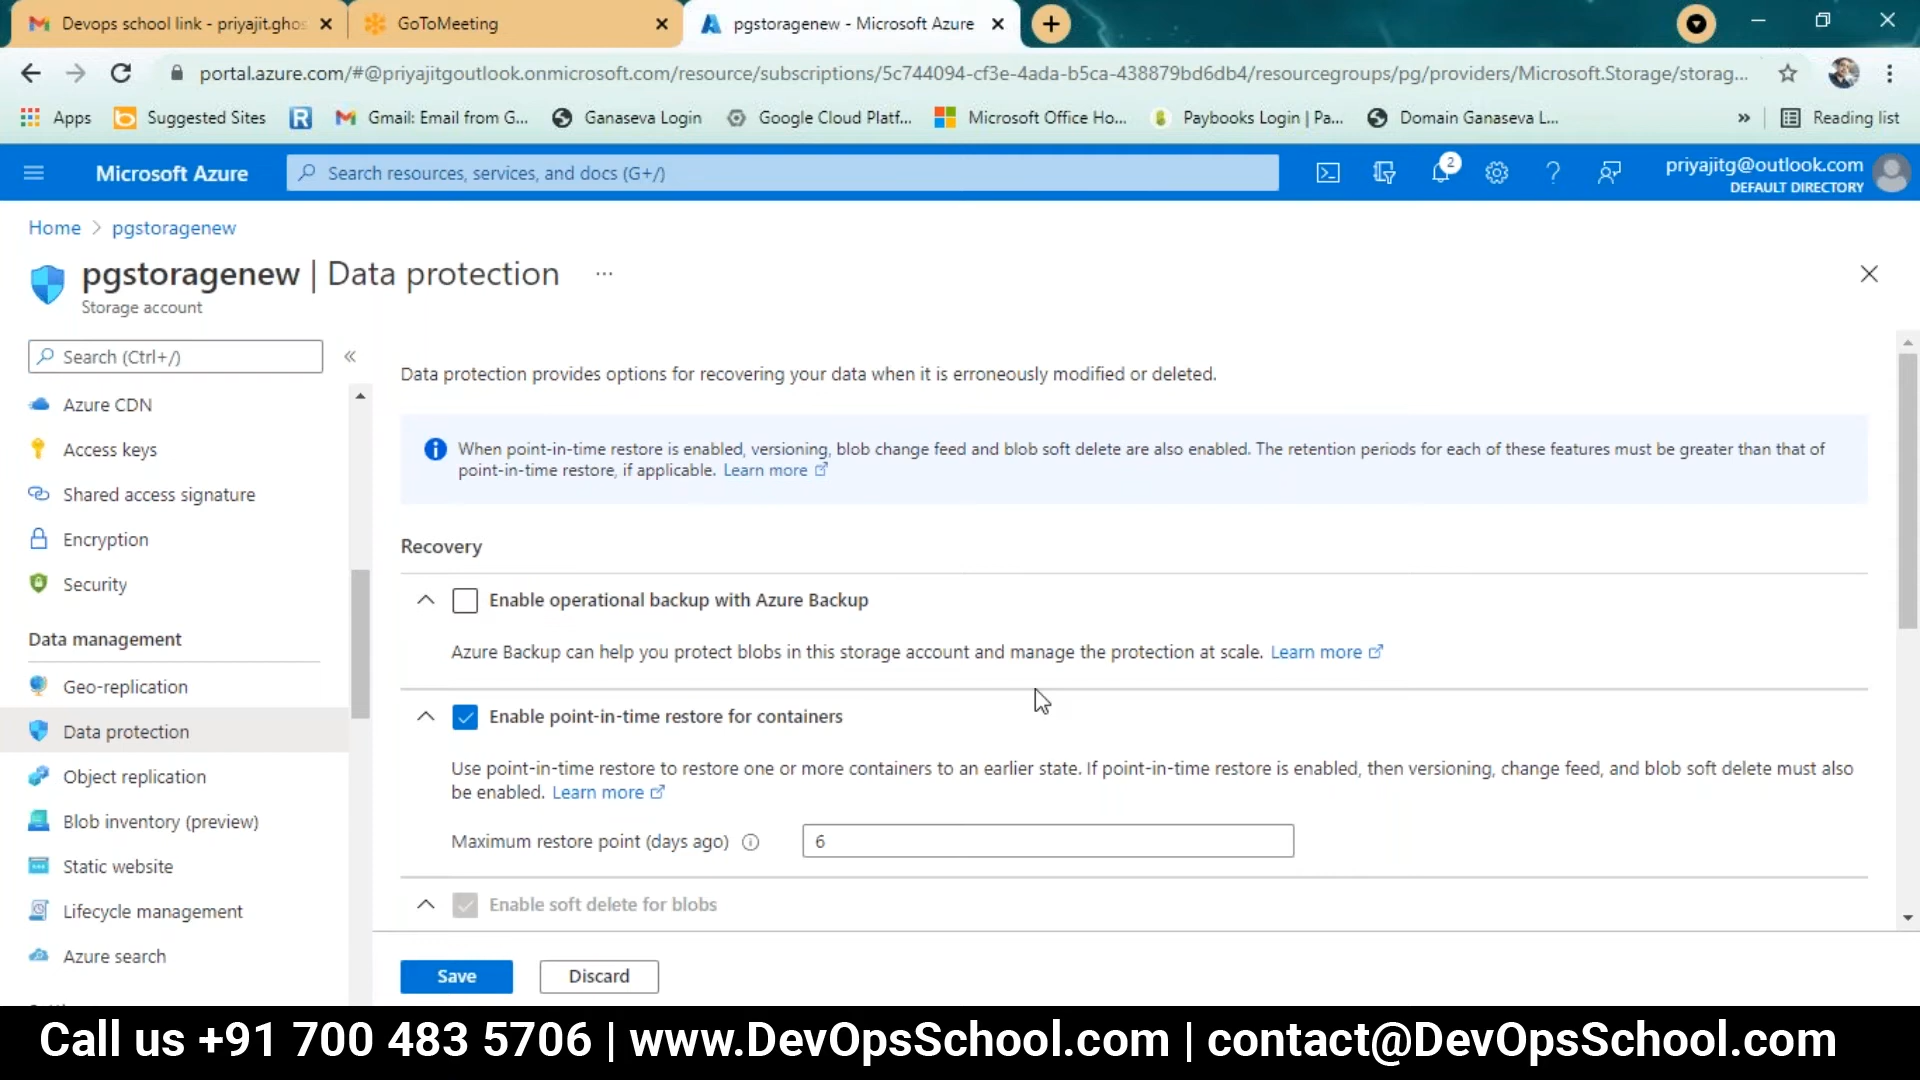 Devops school link - priyajit.ghos
GoToMeeting
pgstoragenew - Microsoft Azure
portal.azure.com/#@priyajitgoutlook.onmicrosoft.com/resource/subscriptions/5c744094-cf3e-4ada-b5ca-438879bd6db4/resourcegroups/pg/providers/Microsoft.Storage/storag...
Apps
Suggested Sites
Gmail: Email from G...
Ganaseva Login
Google Cloud Platf...
Microsoft Office Ho...
Paybooks Login | Pa...
Domain Ganaseva L...
»
Reading list
Microsoft Azure
Search resources, services, and docs (G+/)
2
priyajitg@outlook.com
DEFAULT DIRECTORY
Home > pgstoragenew
pgstoragenew | Data protection ...
Storage account
Search (Ctrl+/)
«
Azure CDN
Access keys
Shared access signature
Encryption
Security
Data management
Geo-replication
Data protection
Object replication
Blob inventory (preview)
Static website
Lifecycle management
Azure search
Data protection provides options for recovering your data when it is erroneously modified or deleted.
When point-in-time restore is enabled, versioning, blob change feed and blob soft delete are also enabled. The retention periods for each of these features must be greater than that of
point-in-time restore, if applicable. Learn more
Recovery
Enable operational backup with Azure Backup
Azure Backup can help you protect blobs in this storage account and manage the protection at scale. Learn more
Enable point-in-time restore for containers
Use point-in-time restore to restore one or more containers to an earlier state. If point-in-time restore is enabled, then versioning, change feed, and blob soft delete must also
be enabled. Learn more
Maximum restore point (days ago)
6
Enable soft delete for blobs
Save
Discard
Call us +91 700 483 5706 | www.DevOpsSchool.com | contact@DevOpsSchool.com